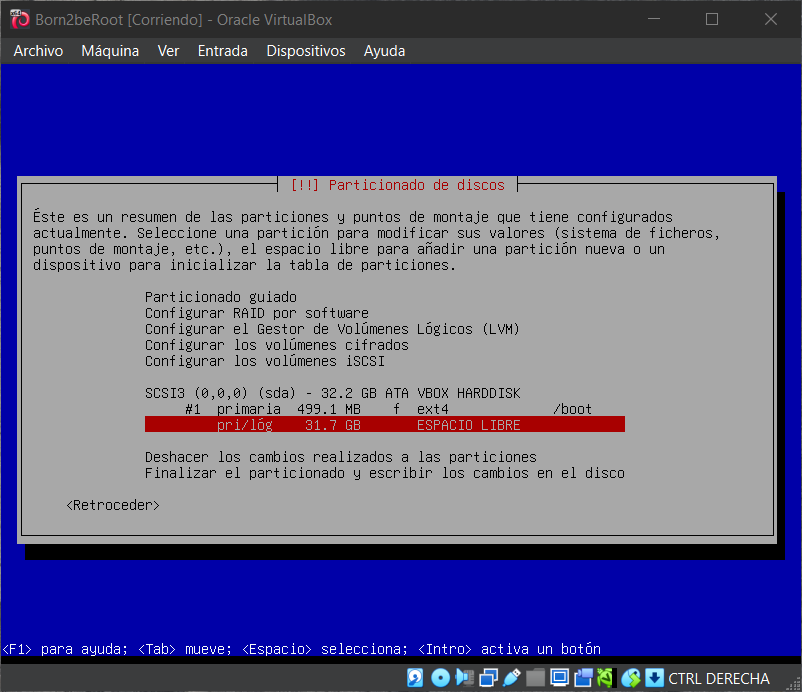 Born2beRoot [Corriendo] - Oracle VirtualBox
Archivo Máquina Ver Entrada Dispositivos Ayuda
[!!] Particionado de discos
Éste es un resumen de las particiones y puntos de montaje que tiene configurados
actualmente. Seleccione una partición para modificar sus valores (sistema de ficheros,
puntos de montaje, etc.), el espacio libre para añadir una partición nueva o un
dispositivo para inicializar la tabla de particiones.
Particionado guiado
Configurar RAID por software
Configurar el Gestor de Volúmenes Lógicos (LVM)
Configurar los volúmenes cifrados
Configurar los volúmenes iSCSI
SCSI3 (0,0,0) (sda) - 32.2 GB ATA VBOX HARDDISK
#1 primaria 499.1 MB f ext4 /boot
pri/lóg 31.7 GB ESPACIO LIBRE
Deshacer los cambios realizados a las particiones
Finalizar el particionado y escribir los cambios en el disco
<Retroceder>
<F1> para ayuda; <Tab> mueve; <Espacio> selecciona; <Intro> activa un botón
CTRL DERECHA